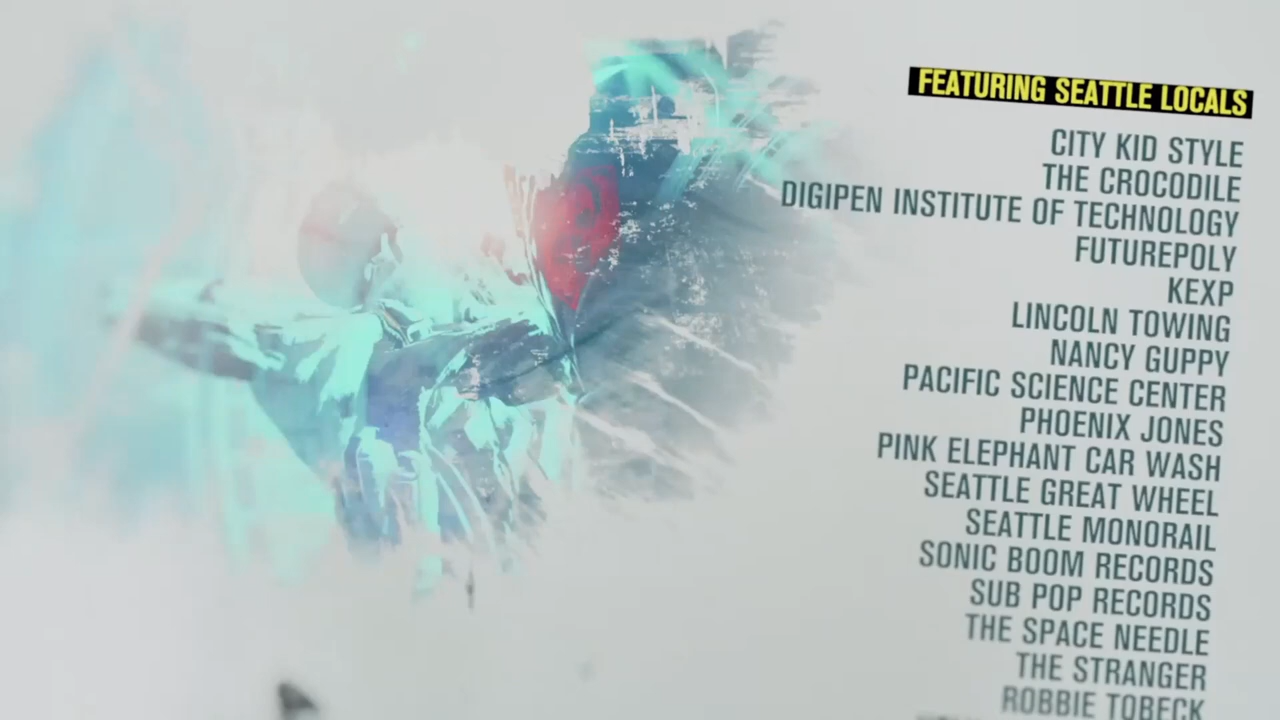 FEATURING SEATTLE LOCALS
CITY KID STYLE
THE CROCODILE
DIGIPEN INSTITUTE OF TECHNOLOGY
FUTUREPOLY
KEXP
LINCOLN TOWING
NANCY GUPPY
PACIFIC SCIENCE CENTER
PHOENIX JONES
PINK ELEPHANT CAR WASH
SEATTLE GREAT WHEEL
SEATTLE MONORAIL
SONIC BOOM RECORDS
SUB POP RECORDS
THE SPACE NEEDLE
THE STRANGER
ROBBIE TOBECK